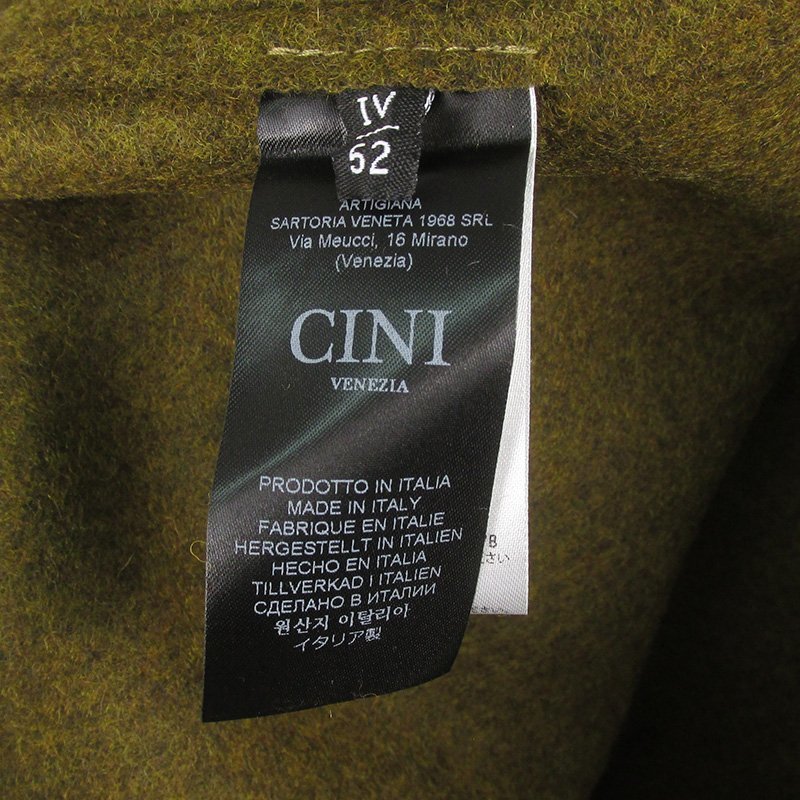 IV
52
ARTIGIANA
SARTORIA VENETA 1968 SRL
Via Meucci, 16 Mirano
(Venezia)
CINI
VENEZIA
PRODOTTO IN ITALIA
MADE IN ITALY
FABRIQUE EN ITALIE
HERGESTELLT IN ITALIEN
HECHO EN ITALIA
TILLVERKAD I ITALIEN
СДЕЛАНО В ИТАЛИИ
원산지 이탈리아
イタリア製